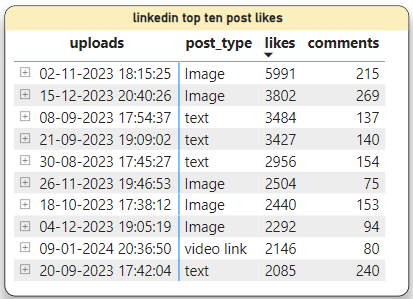 linkedin top ten post likes
uploads post_type likes comments
02-11-2023 18:15:25 Image 5991 215
15-12-2023 20:40:26 Image 3802 269
08-09-2023 17:54:37 text 3484 137
21-09-2023 19:09:02 text 3427 140
30-08-2023 17:45:27 text 2956 154
26-11-2023 19:46:53 Image 2504 75
18-10-2023 17:38:12 Image 2440 153
04-12-2023 19:05:19 Image 2292 94
09-01-2024 20:36:50 video link 2146 80
20-09-2023 17:42:04 text 2085 240